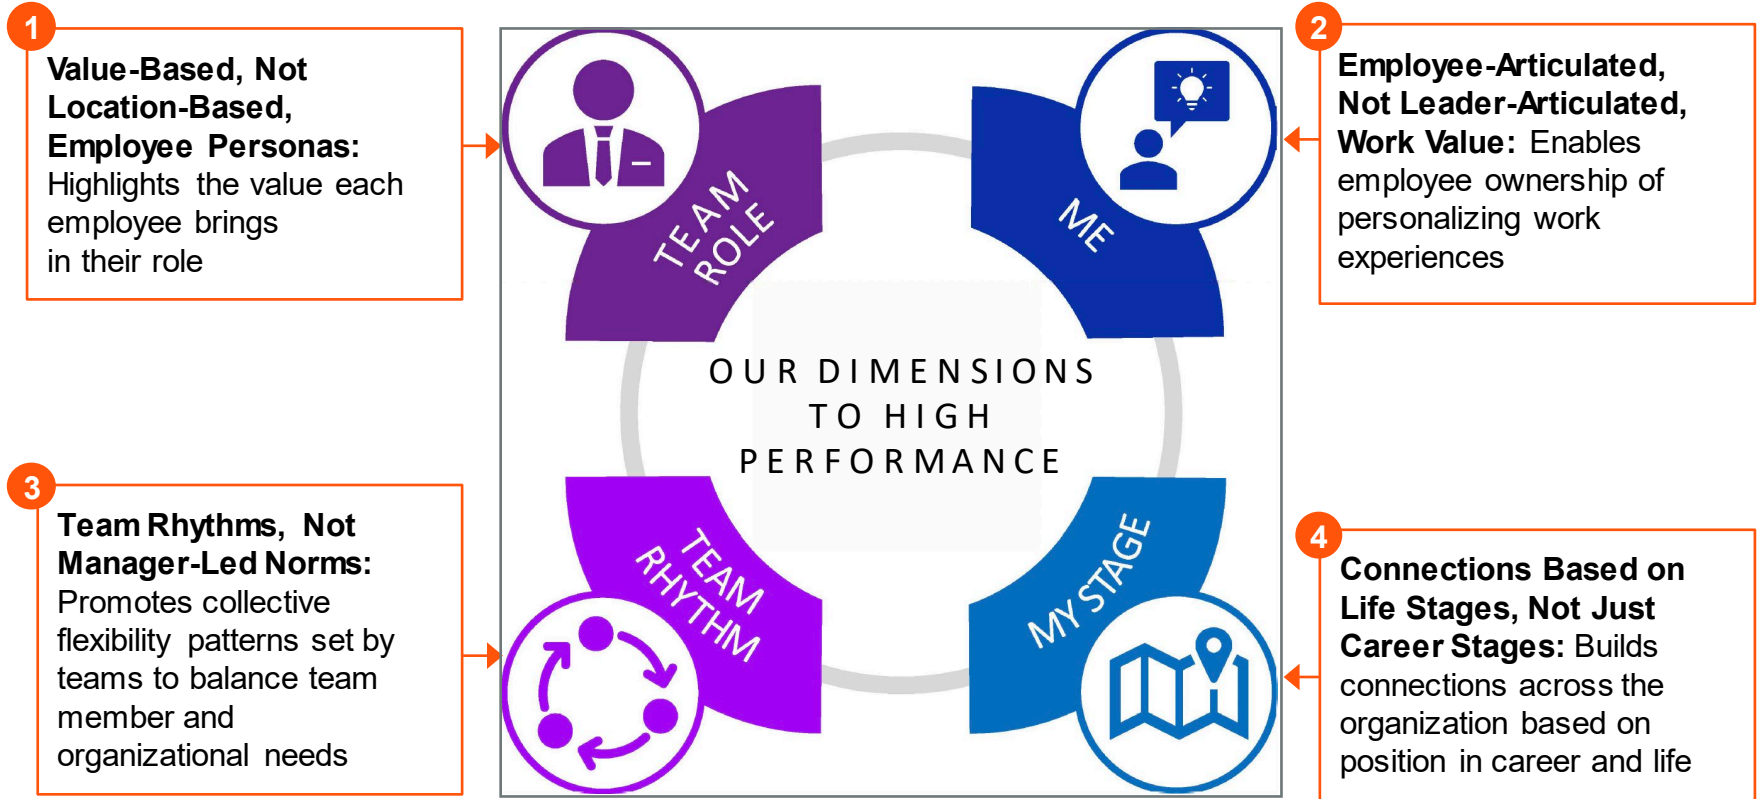 1
Value-Based, Not
Location-Based,
Employee Personas:
Highlights the value each
employee brings
in their role
2
Employee-Articulated,
Not Leader-Articulated,
Work Value: Enables
employee ownership of
personalizing work
experiences
TEAM
ROLE
ME
OUR DIMENSIONS
TO HIGH
PERFORMANCE
TEAM
RHYTHM
MY STAGE
3
Team Rhythms, Not
Manager-Led Norms:
Promotes collective
flexibility patterns set by
teams to balance team
member and
organizational needs
4
Connections Based on
Life Stages, Not Just
Career Stages: Builds
connections across the
organization based on
position in career and life